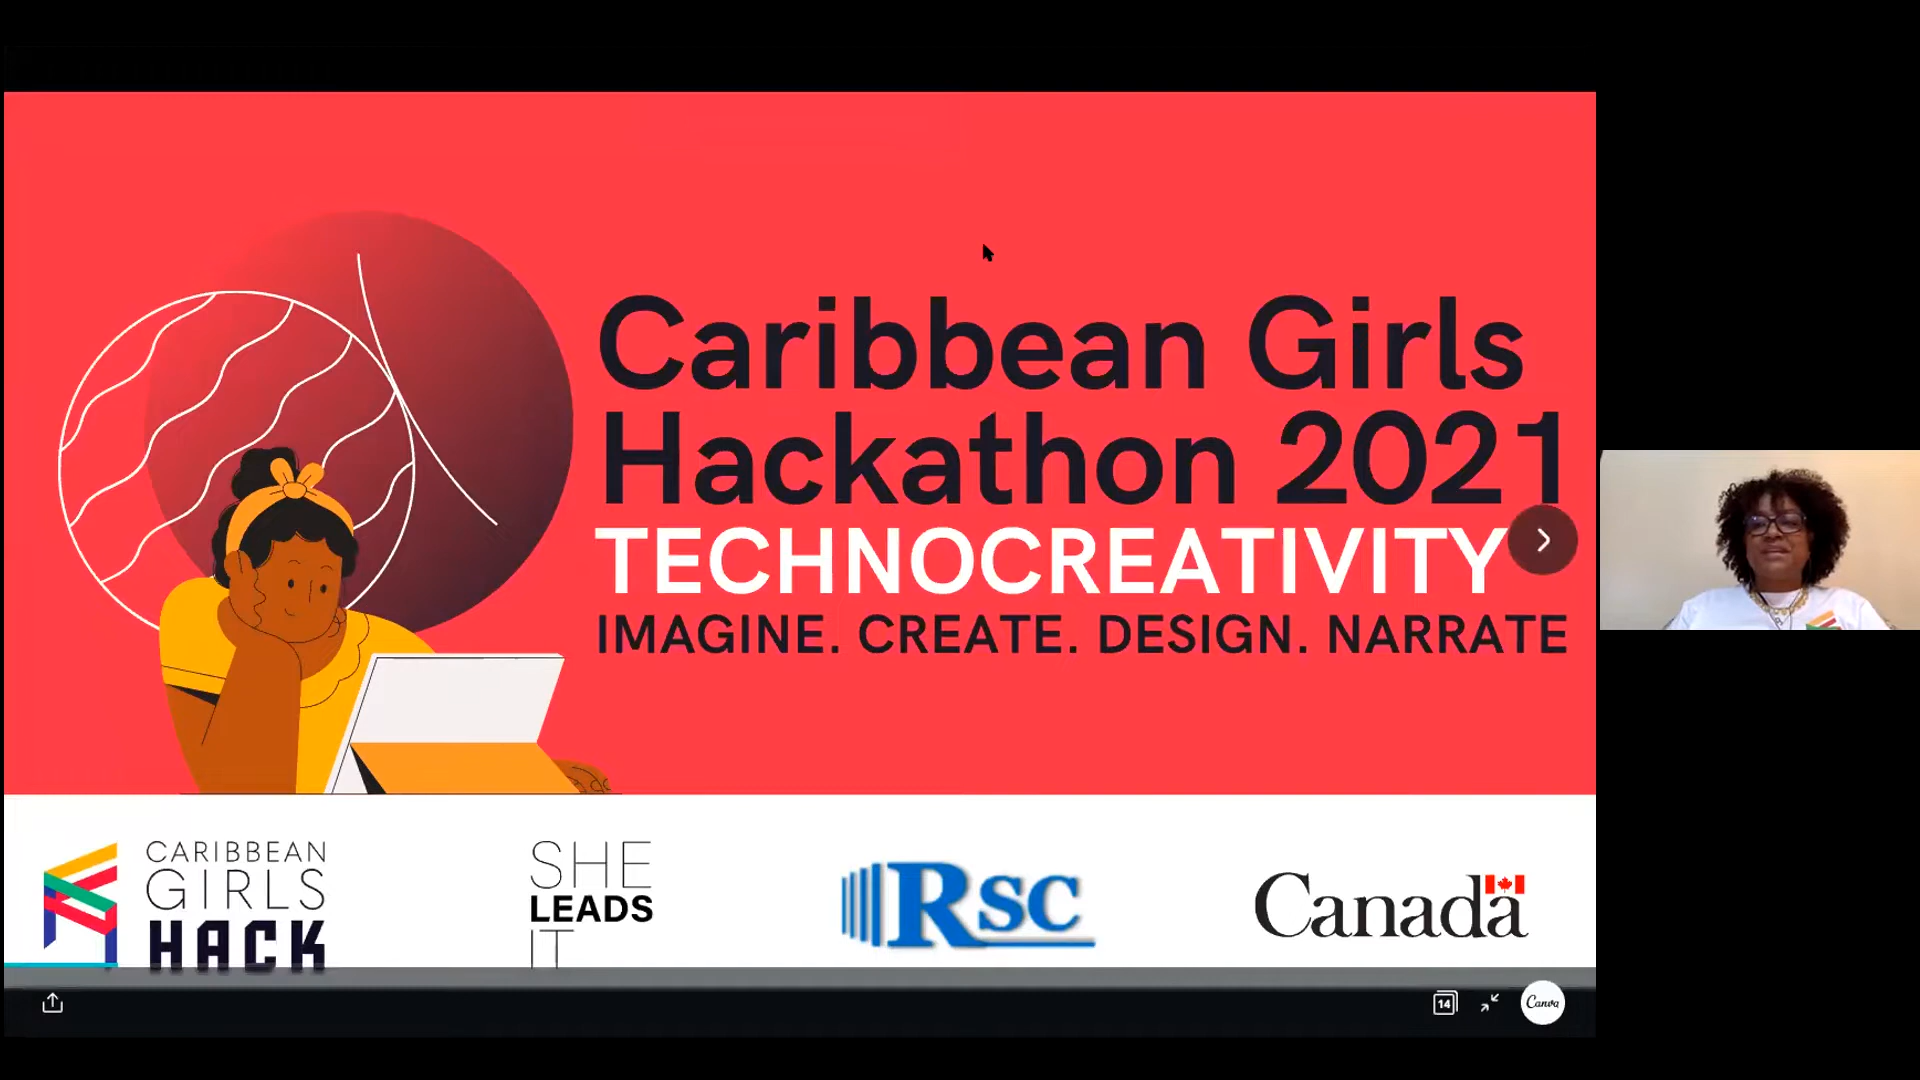 Caribbean Girls
Hackathon 2021
TECHNOCREATIVITY
IMAGINE. CREATE. DESIGN. NARRATE
CARIBBEAN
GIRLS
HACK
SHE
LEADS
IT
RSC
Canada
14
Canva